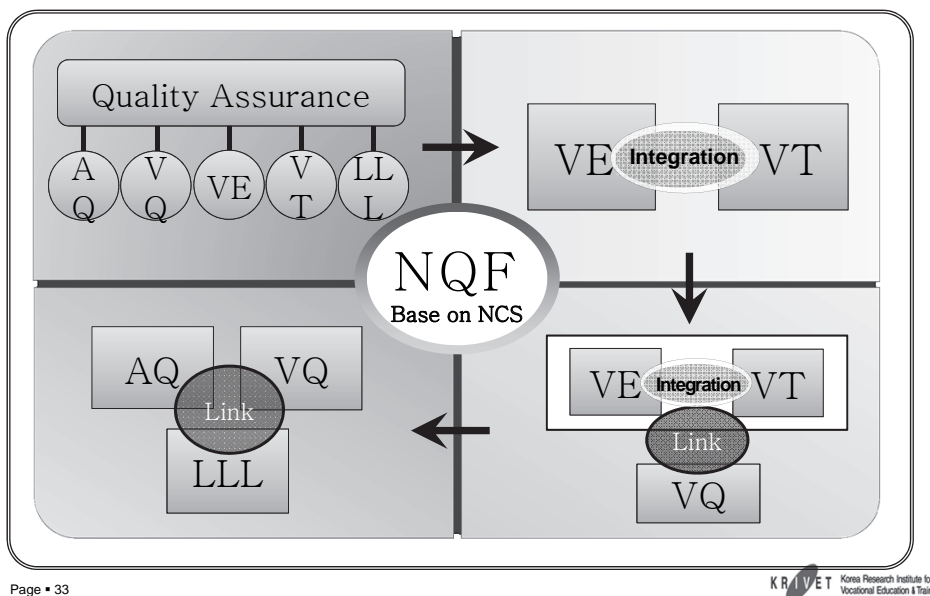 Quality Assurance
A
Q
V
Q
VE
V
T
LL
L
VE Integration VT
NQF
Base on NCS
AQ VQ
Link
LLL
VE Integration VT
Link
VQ
Page ▪ 33
KRIVET Korea Research Institute fo
Vocational Education & Train